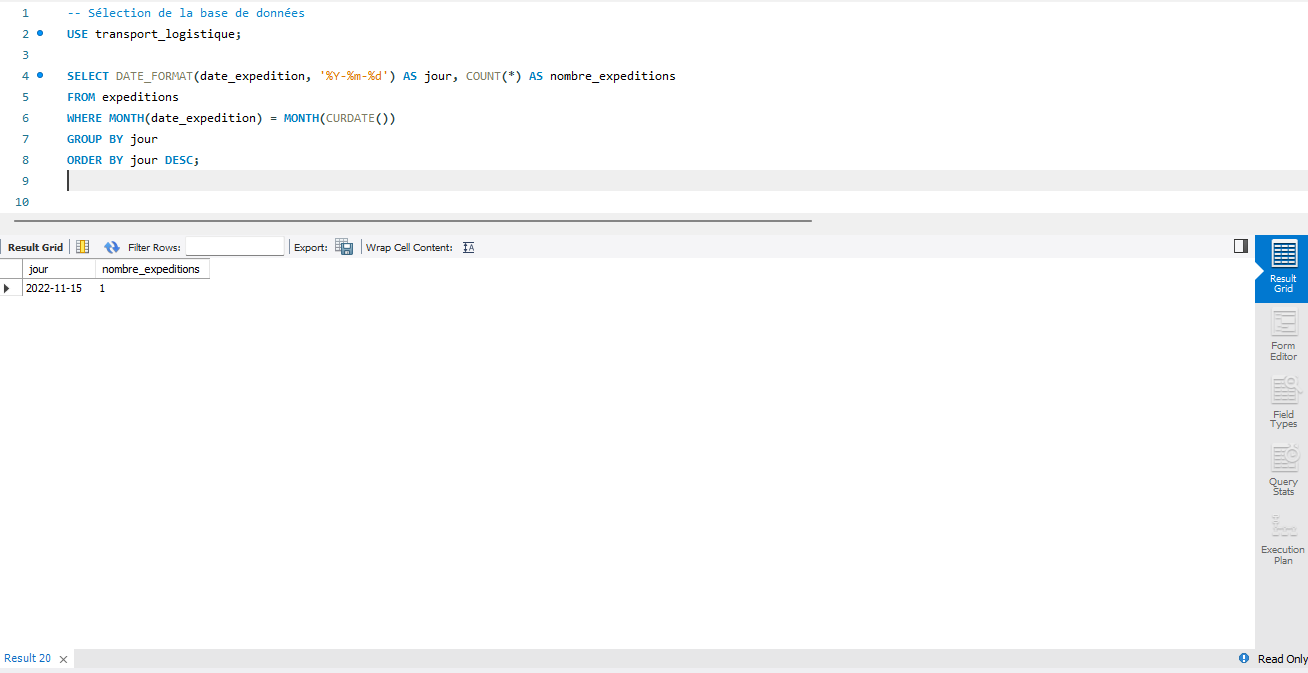 1 -- Sélection de la base de données
2 USE transport_logistique;
3
4 SELECT DATE_FORMAT(date_expedition, '%Y-%m-%d') AS jour, COUNT(*) AS nombre_expeditions
5 FROM expeditions
6 WHERE MONTH(date_expedition) = MONTH(CURDATE())
7 GROUP BY jour
8 ORDER BY jour DESC;
9
10
Result Grid Filter Rows: Export: Wrap Cell Content:
jour nombre_expeditions
2022-11-15 1
Result
Grid
Form
Editor
Field
Types
Query
Stats
Execution
Plan
Result 20 Read Only